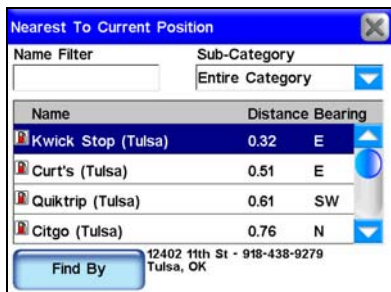 Nearest To Current Position
Name Filter Sub-Category
Entire Category
Name Distance Bearing
Kwick Stop (Tulsa) 0.32 E
Curt's (Tulsa) 0.51 E
Quiktrip (Tulsa) 0.61 SW
Citgo (Tulsa) 0.76 N
Find By
12402 11th St - 918-438-9279
Tulsa, OK